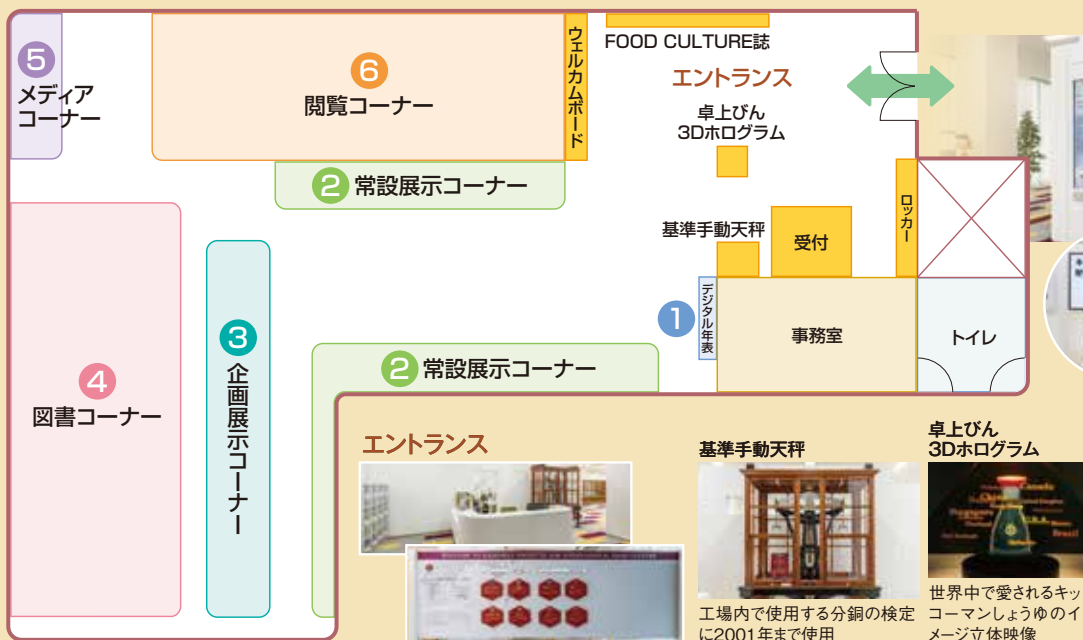 5
メディア
コーナー
6
閲覧コーナー
ウェルカムボード
FOOD CULTURE誌
エントランス
卓上びん
3Dホログラム
2 常設展示コーナー
基準手動天秤
受付
ロッカー
1
デジタル年表
事務室
トイレ
3
企画展示コーナー
4
図書コーナー
2 常設展示コーナー
エントランス
基準手動天秤
工場内で使用する分銅の検定
に2001年まで使用
卓上びん
3Dホログラム
Canada
Brazil
世界中で愛されるキッ
コーマンしょうゆのイ
メージ立体映像